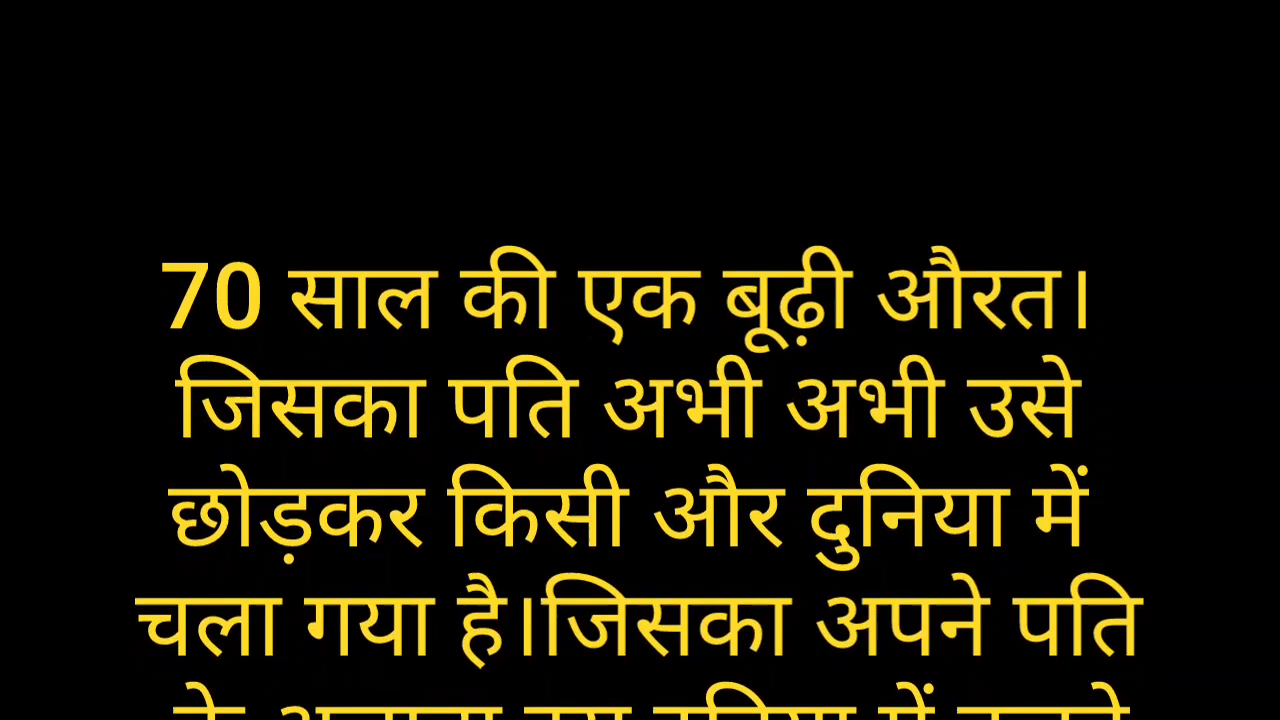 70 साल की एक बूढ़ी औरत।
जिसका पति अभी अभी उसे
छोड़कर किसी और दुनिया में
चला गया है।जिसका अपने पति